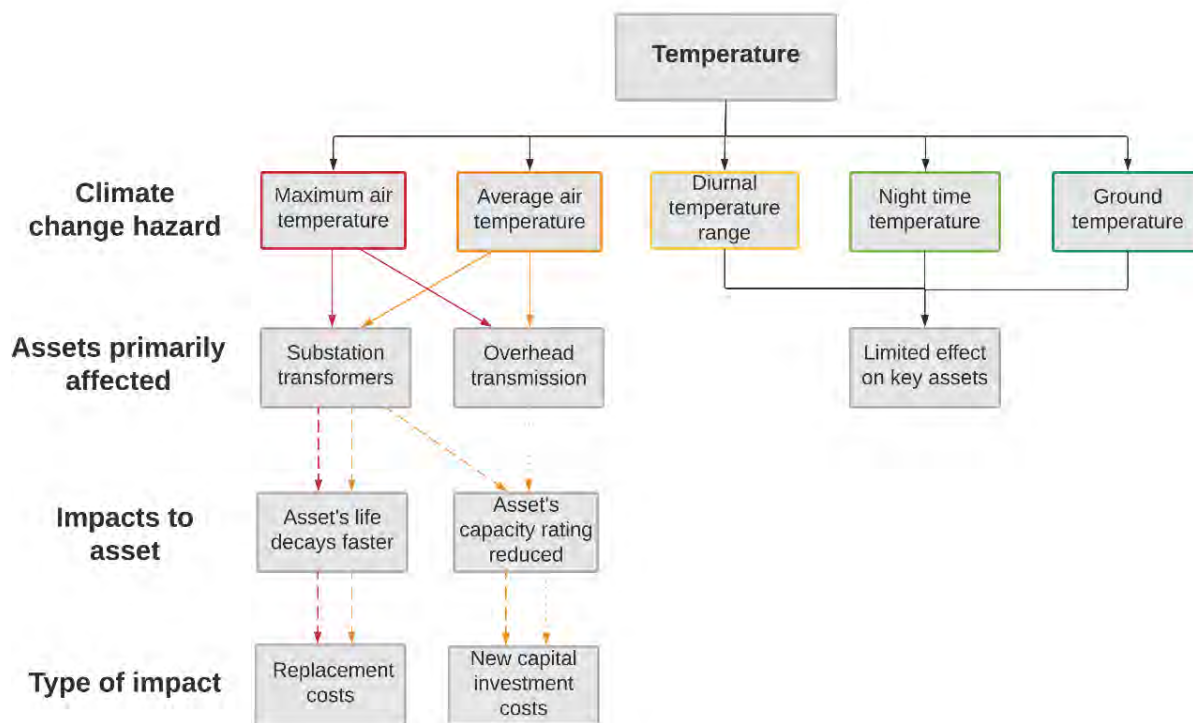 Temperature
Climate
change hazard
Maximum air
temperature
Average air
temperature
Diurnal
temperature
range
Night time
temperature
Ground
temperature
Assets primarily
affected
Substation
transformers
Overhead
transmission
Limited effect
on key assets
Impacts to
asset
Asset's life
decays faster
Asset's
capacity rating
reduced
Type of impact
Replacement
costs
New capital
investment
costs